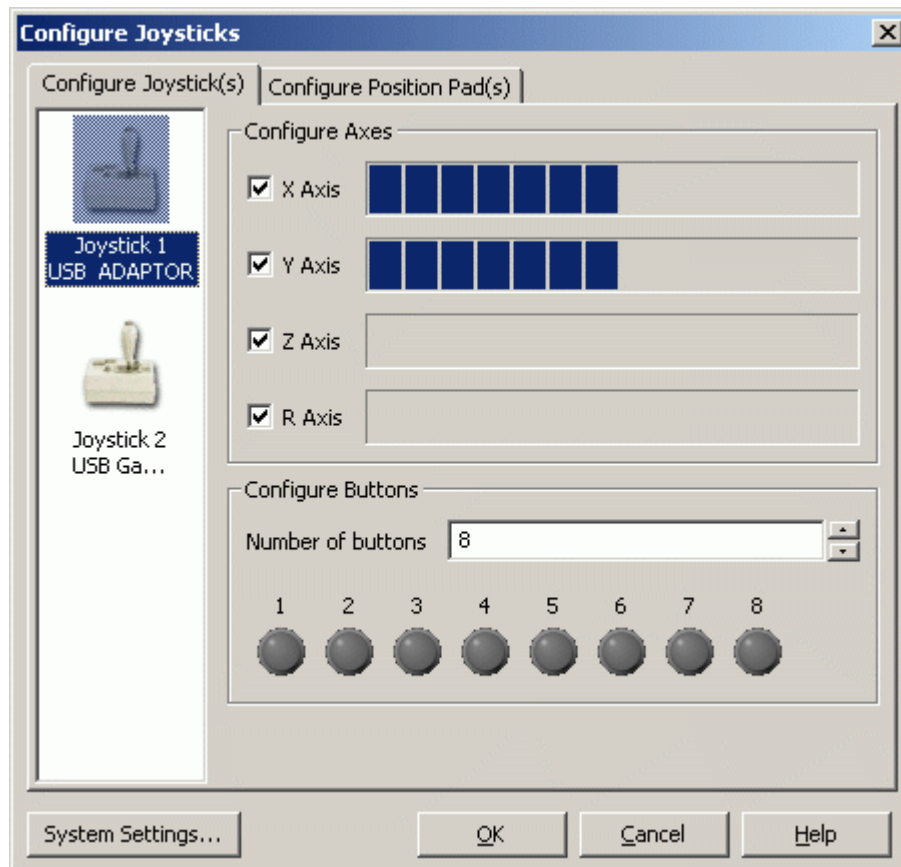 Configure Joysticks
Configure Joystick(s)
Configure Position Pad(s)
Joystick 1
USB ADAPTOR
Joystick 2
USB Ga...
Configure Axes
X Axis
Y Axis
Z Axis
R Axis
Configure Buttons
Number of buttons 8
1 2 3 4 5 6 7 8
System Settings... OK Cancel Help